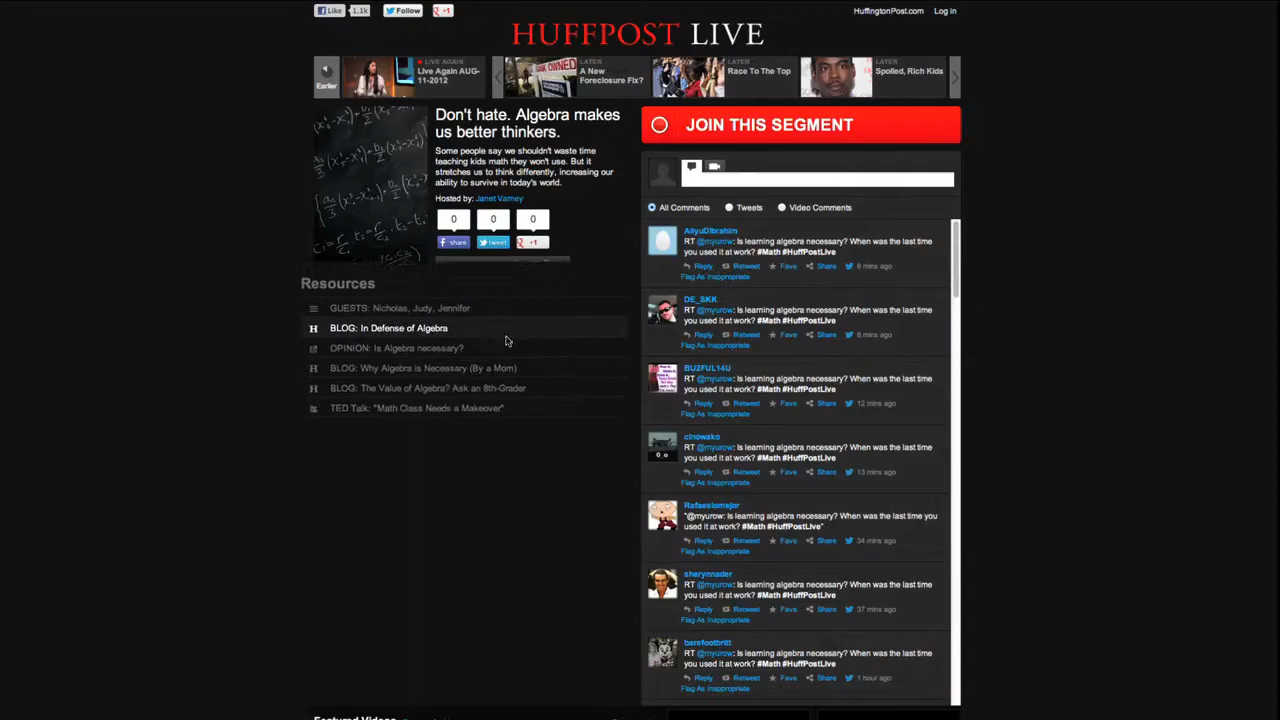 Like 1.1k Follow +1
HuffingtonPost.com Log in
HUFFPOST LIVE
Earlier
LIVE AGAIN
Live Again AUG-
11-2012
LATER
A New
Foreclosure Fix?
LATER
Race To The Top
LATER
Spoiled, Rich Kids
Don't hate. Algebra makes
us better thinkers.
Some people say we shouldn't waste time
teaching kids math they won't use. But it
stretches us to think differently, increasing our
ability to survive in today's world.
Hosted by: Janet Varney
0 0 0
share tweet +1
Resources
GUESTS: Nicholas, Judy, Jennifer
H BLOG: In Defense of Algebra
OPINION: Is Algebra necessary?
H BLOG: Why Algebra is Necessary (By a Mom)
H BLOG: The Value of Algebra? Ask an 8th-Grader
TED Talk: "Math Class Needs a Makeover"
JOIN THIS SEGMENT
All Comments Tweets Video Comments
AliyuDIbrahim
RT @myurow: Is learning algebra necessary? When was the last time
you used it at work? #Math #HuffPostLive
Reply Retweet Fave Share 6 mins ago
Flag As Inappropriate
DE_SKK
RT @myurow: Is learning algebra necessary? When was the last time
you used it at work? #Math #HuffPostLive
Reply Retweet Fave Share 8 mins ago
Flag As Inappropriate
BU2FUL14U
RT @myurow: Is learning algebra necessary? When was the last time
you used it at work? #Math #HuffPostLive
Reply Retweet Fave Share 12 mins ago
Flag As Inappropriate
cinowako
RT @myurow: Is learning algebra necessary? When was the last time
you used it at work? #Math #HuffPostLive
Reply Retweet Fave Share 13 mins ago
Flag As Inappropriate
Rafaeslomejor
"@myurow: Is learning algebra necessary? When was the last time you
used it at work? #Math #HuffPostLive"
Reply Retweet Fave Share 34 mins ago
Flag As Inappropriate
sherynnader
RT @myurow: Is learning algebra necessary? When was the last time
you used it at work? #Math #HuffPostLive
Reply Retweet Fave Share 37 mins ago
Flag As Inappropriate
barefootbritt
RT @myurow: Is learning algebra necessary? When was the last time
you used it at work? #Math #HuffPostLive
Reply Retweet Fave Share 1 hour ago
Flag As Inappropriate
Featured Videos